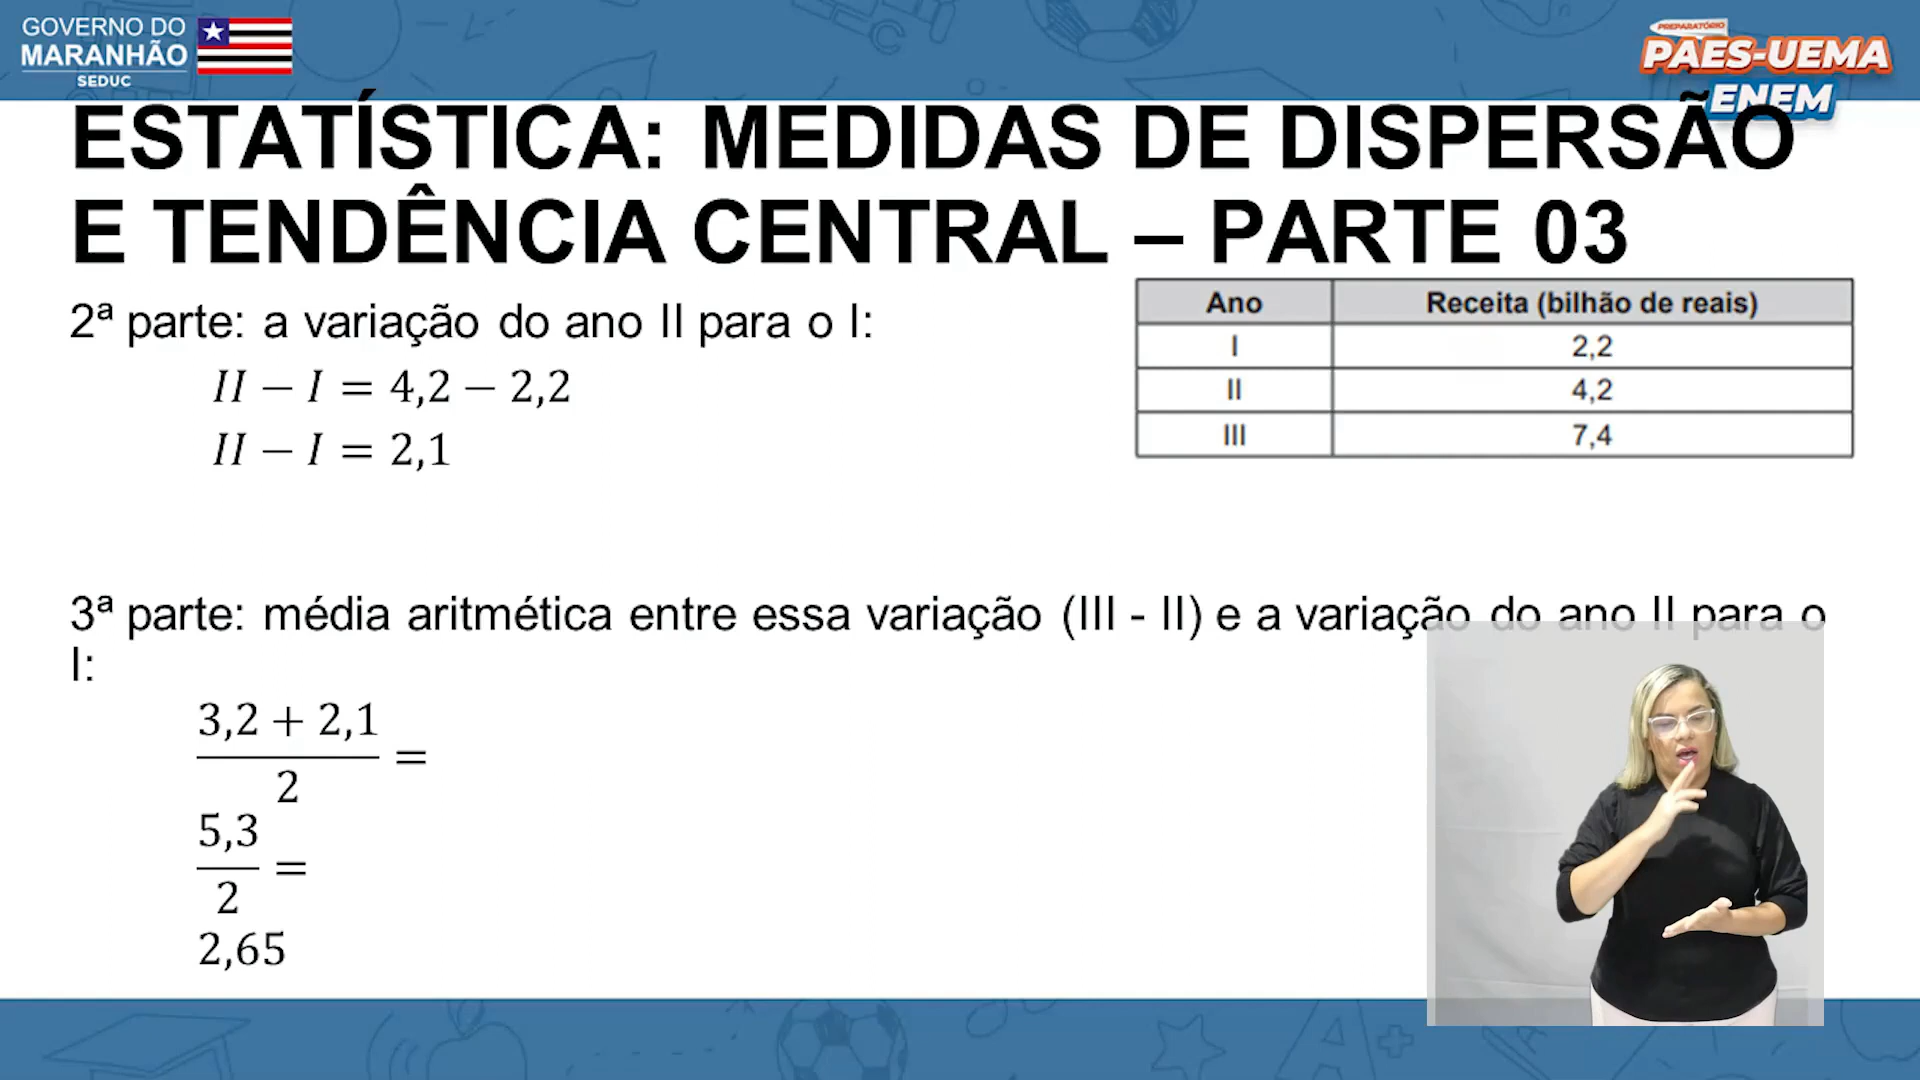 GOVERNO DO
MARANHÃO
SEDUC
PREPARATÓRIO
PAES-UEMA
ENEM
ESTATÍSTICA: MEDIDAS DE DISPERSÃO
E TENDÊNCIA CENTRAL – PARTE 03
2ª parte: a variação do ano II para o I:
II − I = 4,2 − 2,2
II − I = 2,1
Ano Receita (bilhão de reais)
I 2,2
II 4,2
III 7,4
3ª parte: média aritmética entre essa variação (III - II) e a variação do ano II para o
I:
3,2 + 2,1
=
2
5,3
=
2
2,65